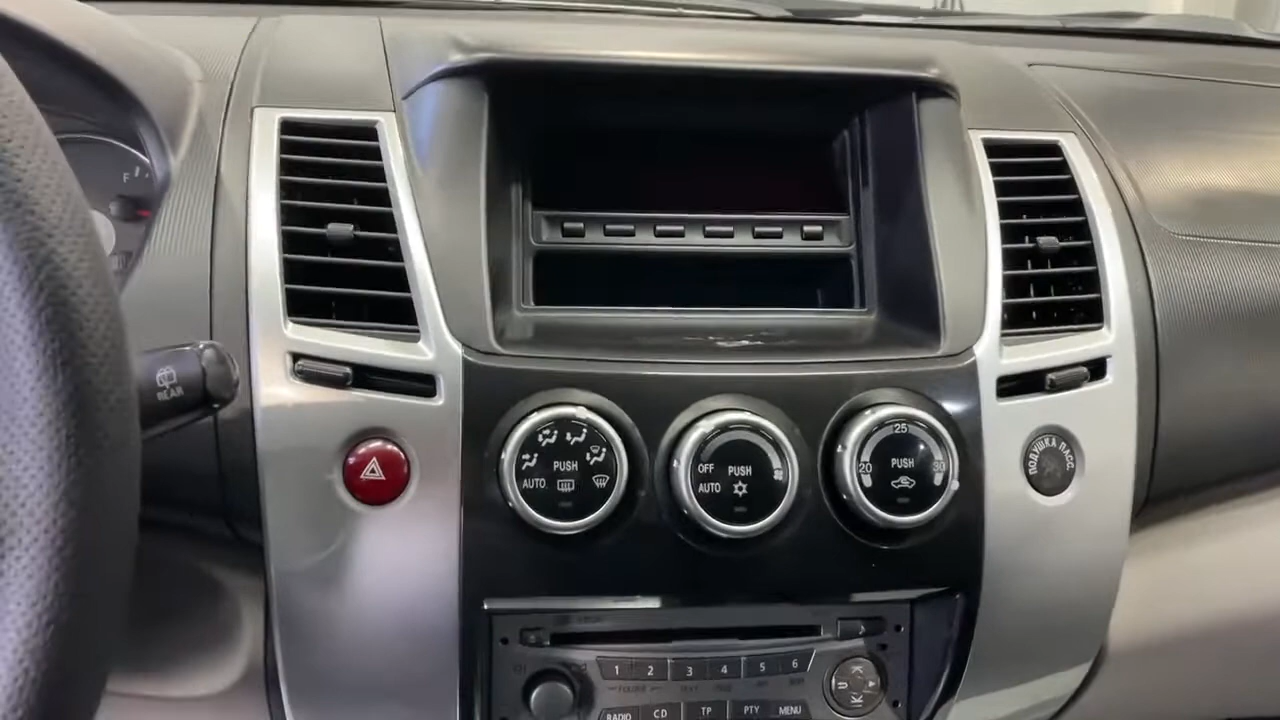 F
REAR
PUSH
AUTO
OFF
PUSH
AUTO
25
20
PUSH
30
ПОДУШКА ПАСС.
1 2 3 4 5 6
FOLDER
RADIO CD TP PTY MENU